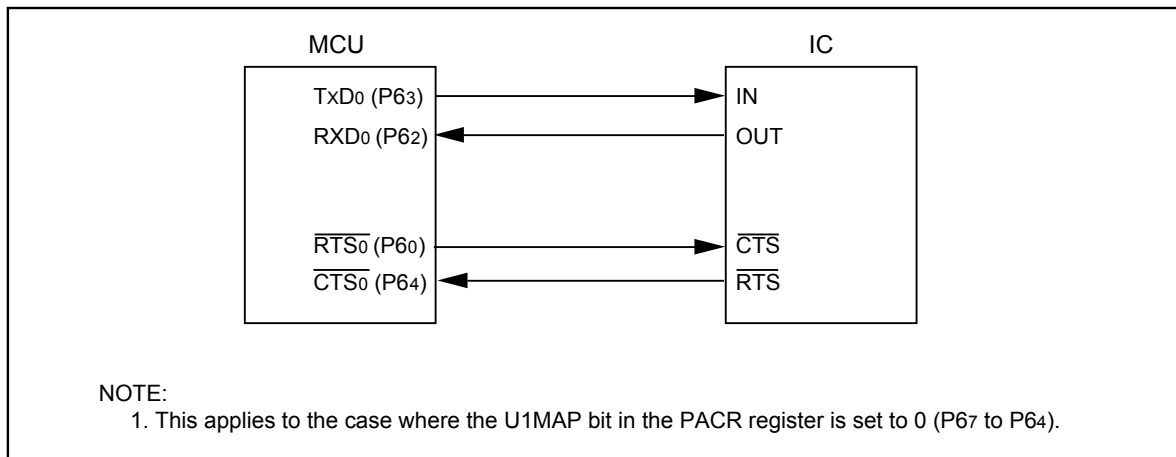 MCU IC
TxD0 (P63) IN
RXD0 (P62) OUT
RTS0 (P60) CTS
CTS0 (P64) RTS
NOTE:
1. This applies to the case where the U1MAP bit in the PACR register is set to 0 (P67 to P64).